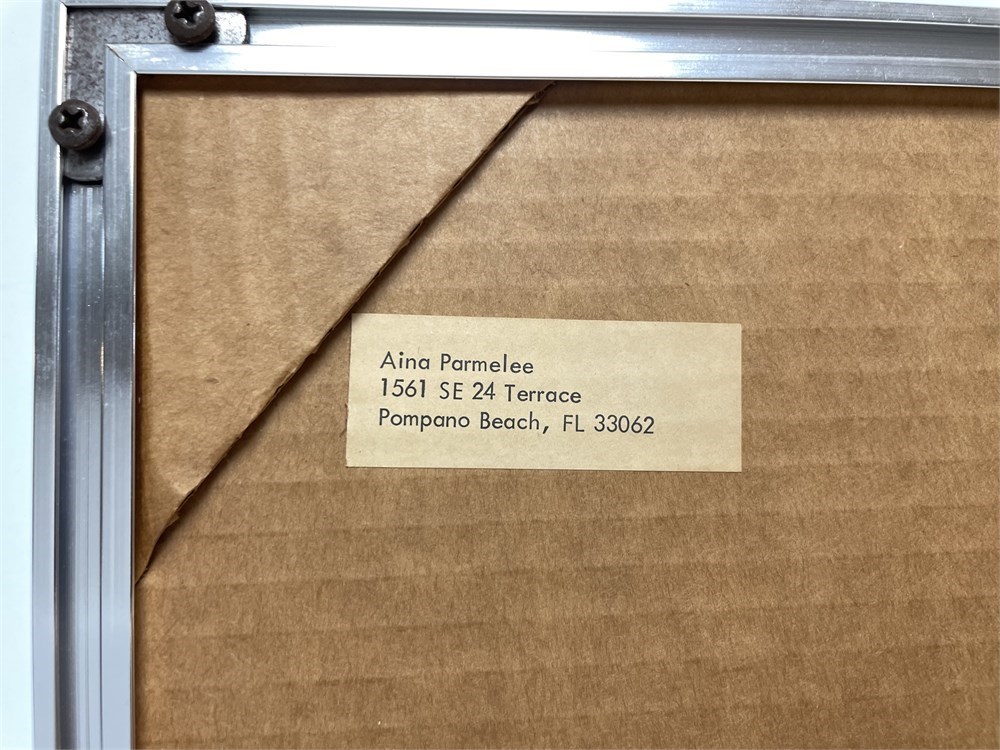 Aina Parmelee
1561 SE 24 Terrace
Pompano Beach, FL 33062